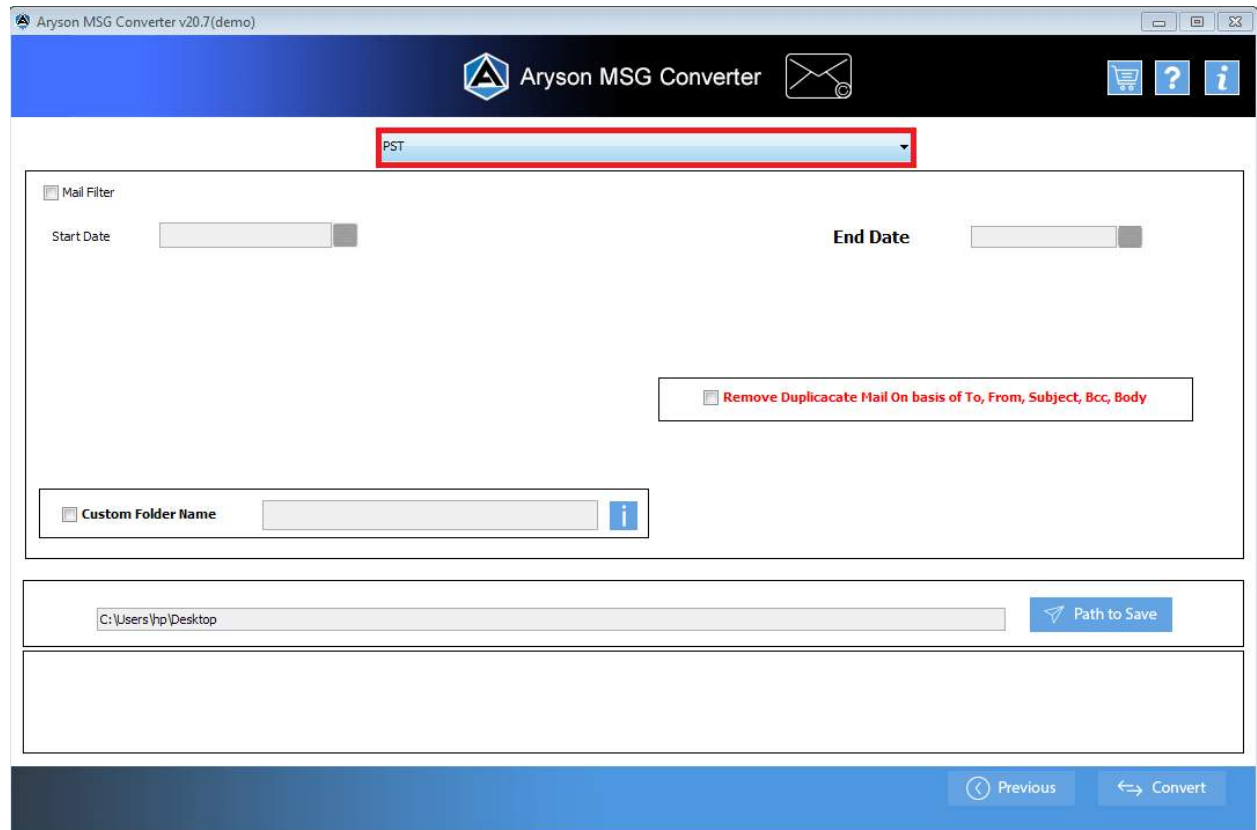 Aryson MSG Converter v20.7(demo)
Aryson MSG Converter
PST
Mail Filter
Start Date
End Date
Remove Duplicacate Mail On basis of To, From, Subject, Bcc, Body
Custom Folder Name
C:\Users\hp\Desktop
Path to Save
Previous
Convert